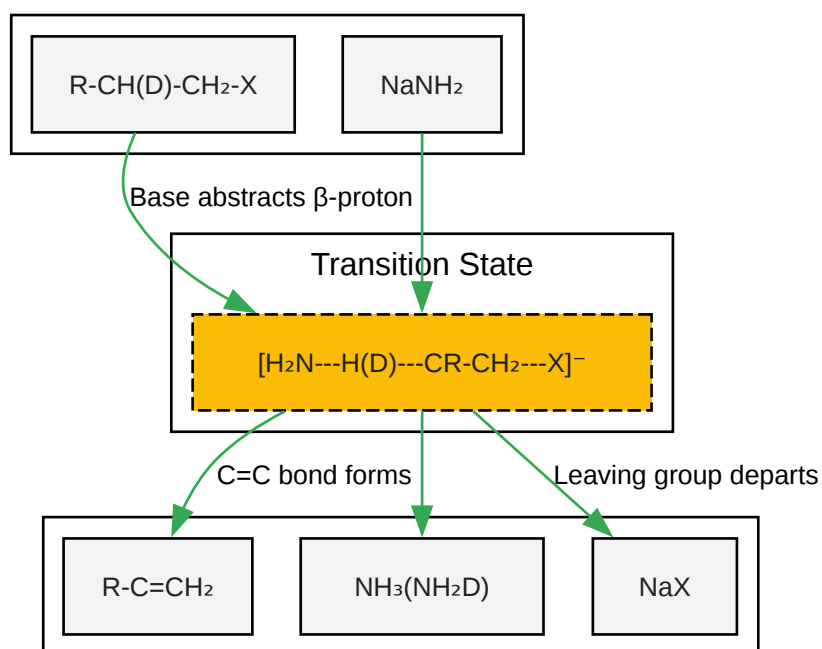 R-CH(D)-CH₂-X
NaNH₂
Base abstracts β-proton
Transition State
[H₂N---H(D)---CR-CH₂---X]⁻
C=C bond forms
Leaving group departs
R-C=CH₂
NH₃(NH₂D)
NaX